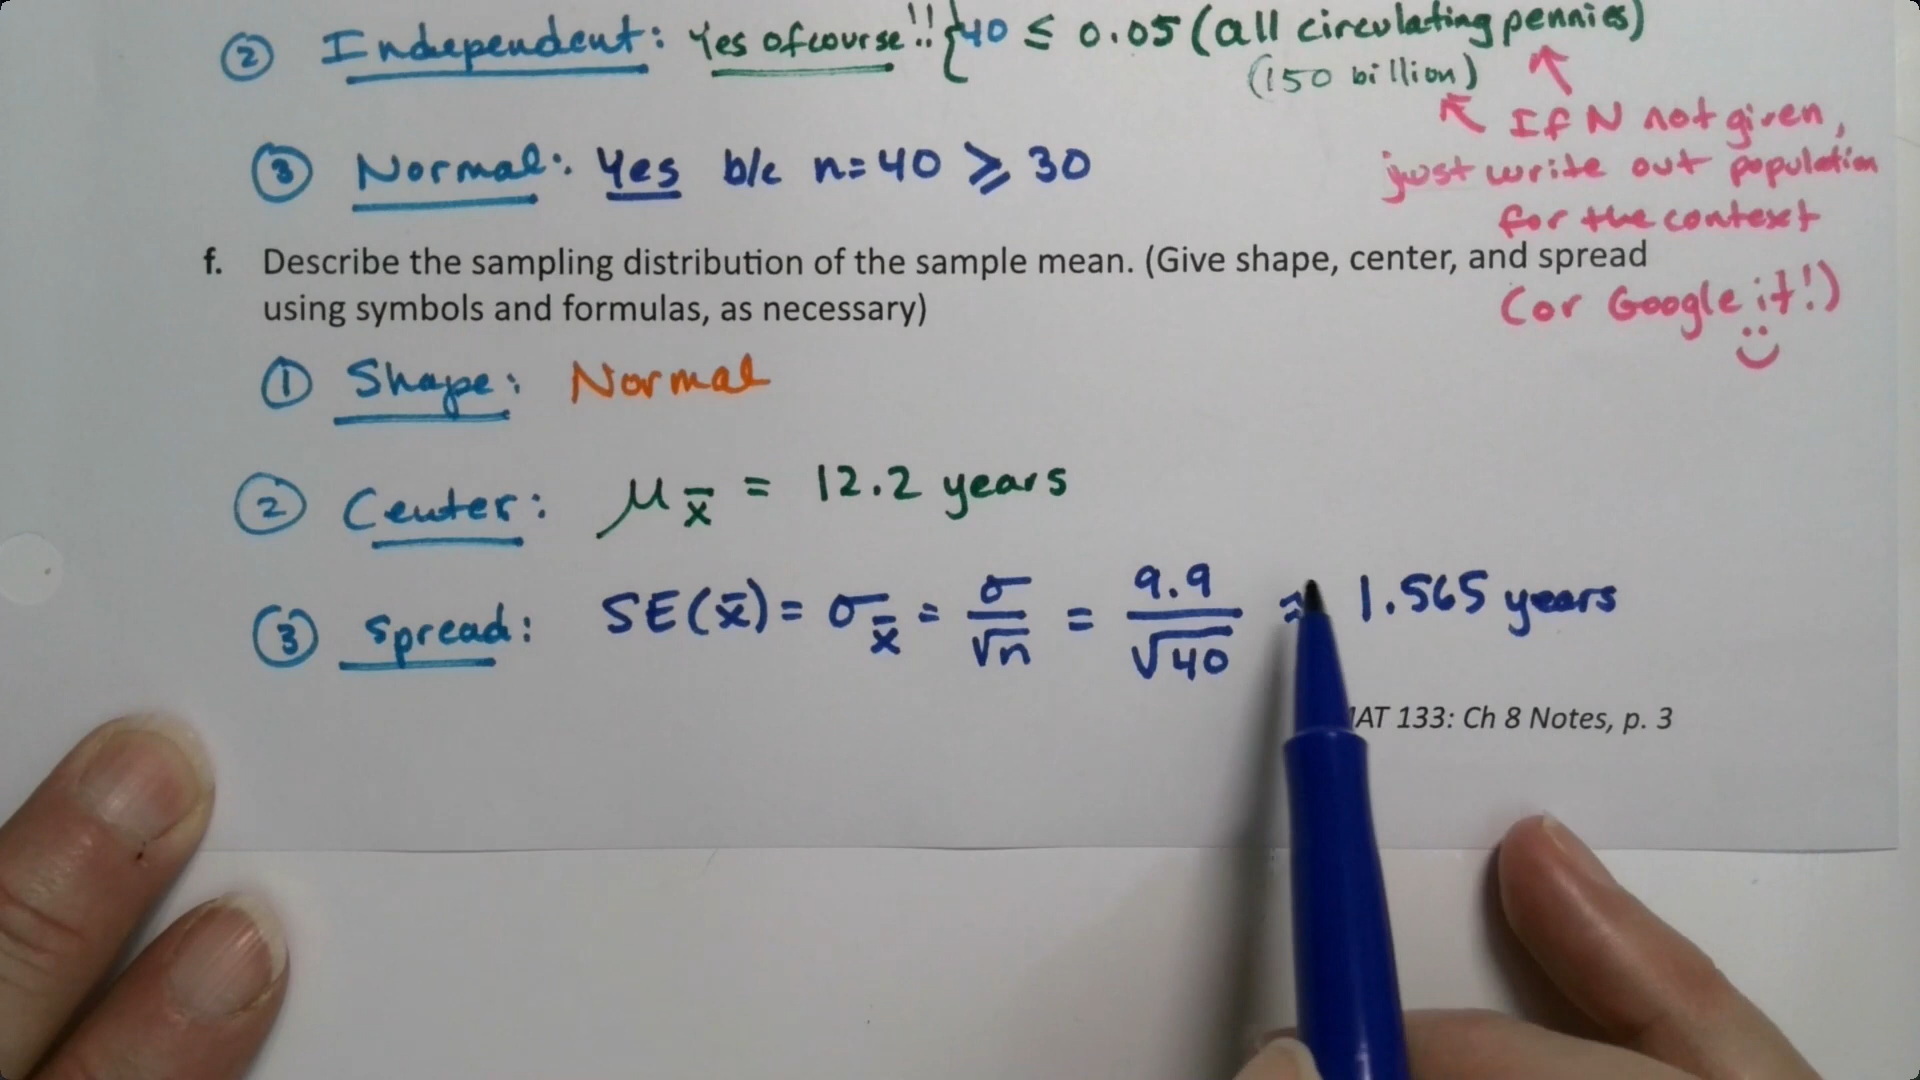 ② Independent: Yes of course!! {40 ≤ 0.05 (all circulating pennies)
(150 billion)
If N not given,
just write out population
for the context
(or Google it!)
③ Normal: Yes b/c n=40 ≥ 30
f. Describe the sampling distribution of the sample mean. (Give shape, center, and spread
using symbols and formulas, as necessary)
① Shape: Normal
② Center: μx̄ = 12.2 years
③ Spread: SE(x̄) = σx̄ = σ/√n = 9.9/√40 ≈ 1.565 years
AT 133: Ch 8 Notes, p. 3